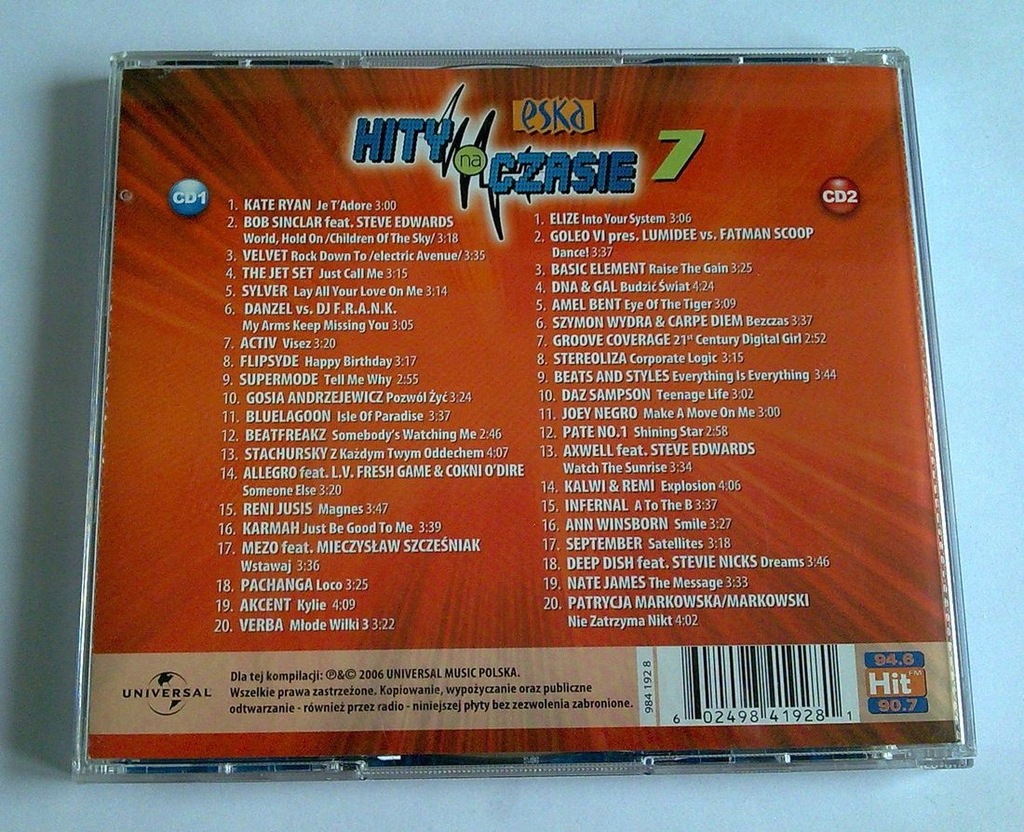 eska
HITY na CZASIE 7
CD1
1. KATE RYAN Je T'Adore 3:00
2. BOB SINCLAR feat. STEVE EDWARDS
World, Hold On /Children Of The Sky/ 3:18
3. VELVET Rock Down To /electric Avenue/ 3:35
4. THE JET SET Just Call Me 3:15
5. SYLVER Lay All Your Love On Me 3:14
6. DANZEL vs. DJ F.R.A.N.K.
My Arms Keep Missing You 3:05
7. ACTIV Visez 3:20
8. FLIPSYDE Happy Birthday 3:17
9. SUPERMODE Tell Me Why 2:55
10. GOSIA ANDRZEJEWICZ Pozwól Żyć 3:24
11. BLUELAGOON Isle Of Paradise 3:37
12. BEATFREAKZ Somebody's Watching Me 2:46
13. STACHURSKY Z Każdym Twym Oddechem 4:07
14. ALLEGRO feat. L.V. FRESH GAME & COKNI O'DIRE
Someone Else 3:20
15. RENI JUSIS Magnes 3:47
16. KARMAH Just Be Good To Me 3:39
17. MEZO feat. MIECZYSŁAW SZCZEŚNIAK
Wstawaj 3:36
18. PACHANGA Loco 3:25
19. AKCENT Kylie 4:09
20. VERBA Młode Wilki 3 3:22
CD2
1. ELIZE Into Your System 3:06
2. GOLEO VI pres. LUMIDEE vs. FATMAN SCOOP
Dance! 3:37
3. BASIC ELEMENT Raise The Gain 3:25
4. DNA & GAL Budzić Świat 4:24
5. AMEL BENT Eye Of The Tiger 3:09
6. SZYMON WYDRA & CARPE DIEM Bezczas 3:37
7. GROOVE COVERAGE 21st Century Digital Girl 2:52
8. STEREOLIZA Corporate Logic 3:15
9. BEATS AND STYLES Everything Is Everything 3:44
10. DAZ SAMPSON Teenage Life 3:02
11. JOEY NEGRO Make A Move On Me 3:00
12. PATE NO.1 Shining Star 2:58
13. AXWELL feat. STEVE EDWARDS
Watch The Sunrise 3:34
14. KALWI & REMI Explosion 4:06
15. INFERNAL A To The B 3:37
16. ANN WINSBORN Smile 3:27
17. SEPTEMBER Satellites 3:18
18. DEEP DISH feat. STEVIE NICKS Dreams 3:46
19. NATE JAMES The Message 3:33
20. PATRYCJA MARKOWSKA/MARKOWSKI
Nie Zatrzyma Nikt 4:02
UNIVERSAL
Dla tej kompilacji: ℗&© 2006 UNIVERSAL MUSIC POLSKA.
Wszelkie prawa zastrzeżone. Kopiowanie, wypożyczanie oraz publiczne
odtwarzanie - również przez radio - niniejszej płyty bez zezwolenia zabronione.
984 192 8
6 02498 41928 1
94.6
Hit FM
90.7